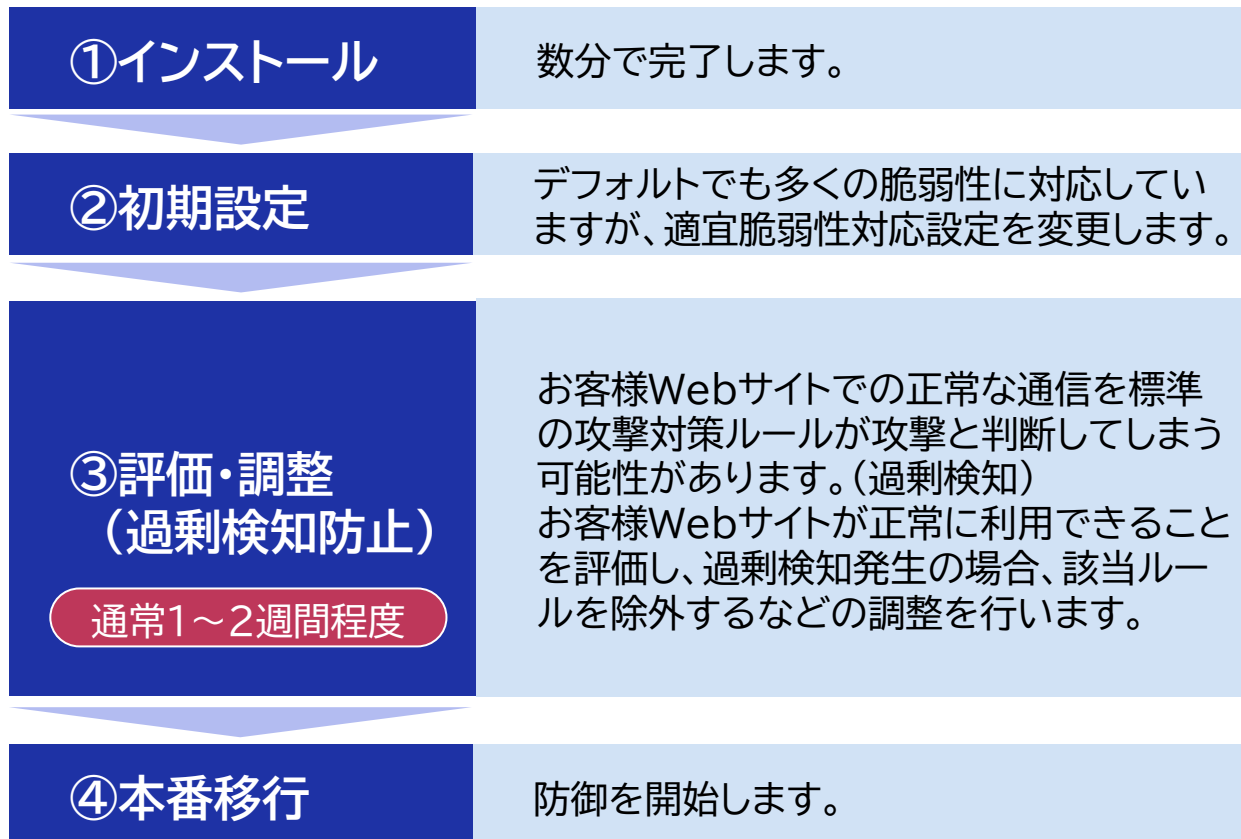 ①インストール
数分で完了します。
②初期設定
デフォルトでも多くの脆弱性に対応してい
ますが、適宜脆弱性対応設定を変更します。
③評価・調整
（過剰検知防止）
通常1～2週間程度
お客様Webサイトでの正常な通信を標準
の攻撃対策ルールが攻撃と判断してしまう
可能性があります。（過剰検知）
お客様Webサイトが正常に利用できること
を評価し、過剰検知発生の場合、該当ルー
ルを除外するなどの調整を行います。
④本番移行
防御を開始します。